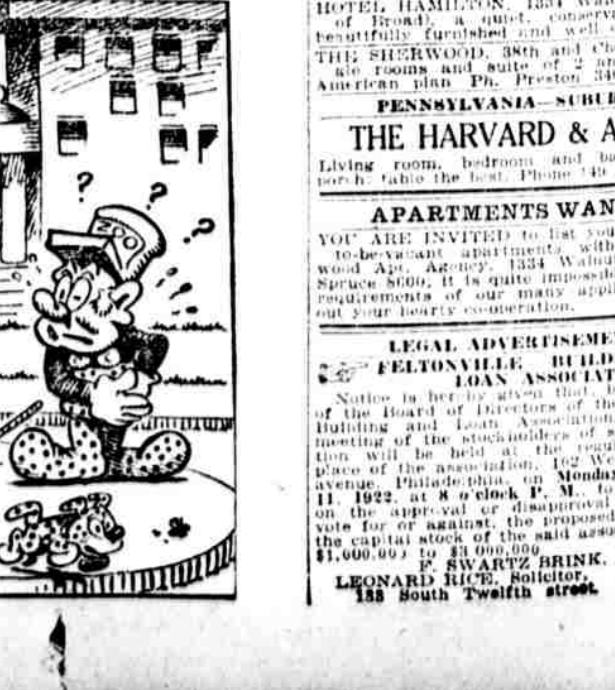 ? ? ?
ZOO
HOTEL HAMILTON, 1334
of Broad), a quiet,
beautifully furnished and well
THE SHERWOOD, 38th and
rooms and suite of 2
American plan Ph. Preston
PENNSYLVANIA—SUBUR
THE HARVARD & A
Living room, bedroom and
porch; table the best. Phone
APARTMENTS WAN
YOU ARE INVITED to list you
to-be-vacant apartments with
wood Apt. Agency, 1334
Spruce it is quite impossi
requirements of our many appli
out your hearty co-operation.
LEGAL ADVERTISEME
FELTONVILLE BUILD
LOAN ASSOCIAT
Notice is hereby given that,
of the Board of Directors of the
Building and Loan Association
meeting of the stockholders of s
tion will be held at the regu
place of the association, 162 We
avenue, Philadelphia, on Monday
11, 1922, at 8 o'clock P. M., to
on the approval or disapproval
vote for or against, the proposed
the capital stock of the said asso
$1,000,000 to $3,000,000
F. SWARTZ BRINK,
LEONARD RICE, Solicitor,
133 South Twelfth street.